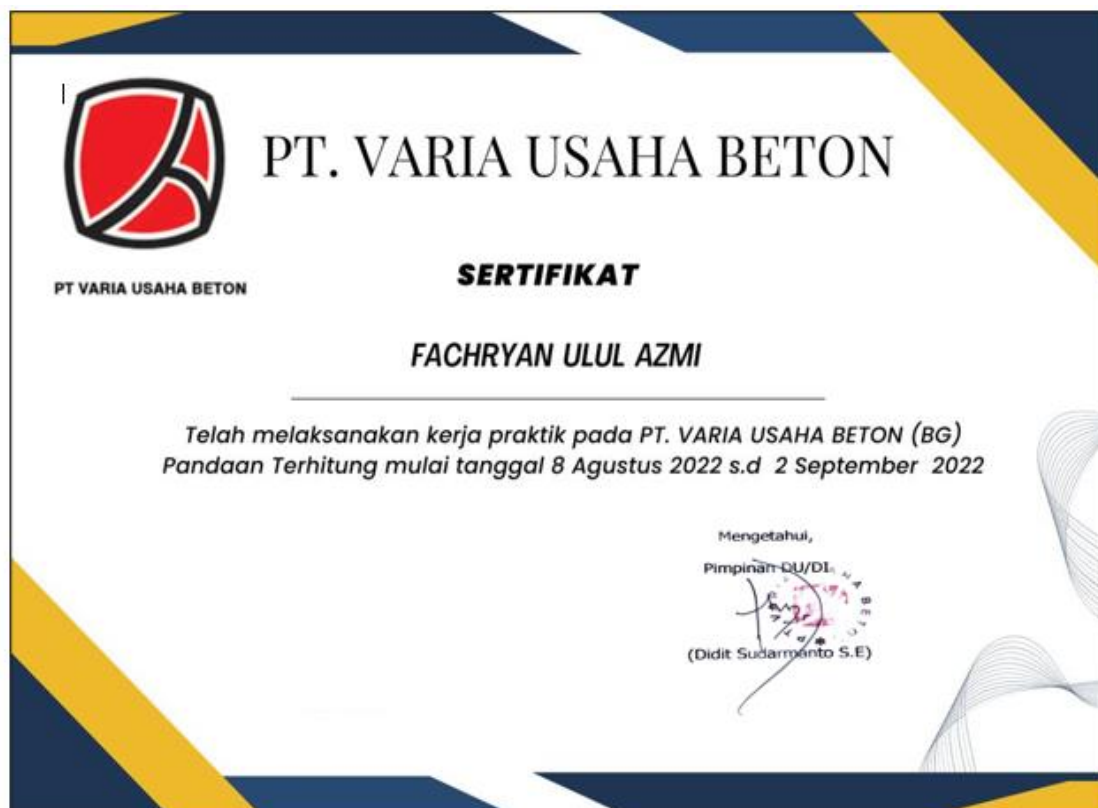 PT. VARIA USAHA BETON
PT VARIA USAHA BETON
SERTIFIKAT
FACHRYAN ULUL AZMI
Telah melaksanakan kerja praktik pada PT. VARIA USAHA BETON (BG)
Pandaan Terhitung mulai tanggal 8 Agustus 2022 s.d 2 September 2022
Mengetahui,
Pimpinan DU/DI
(Didit Sudarmanto S.E)